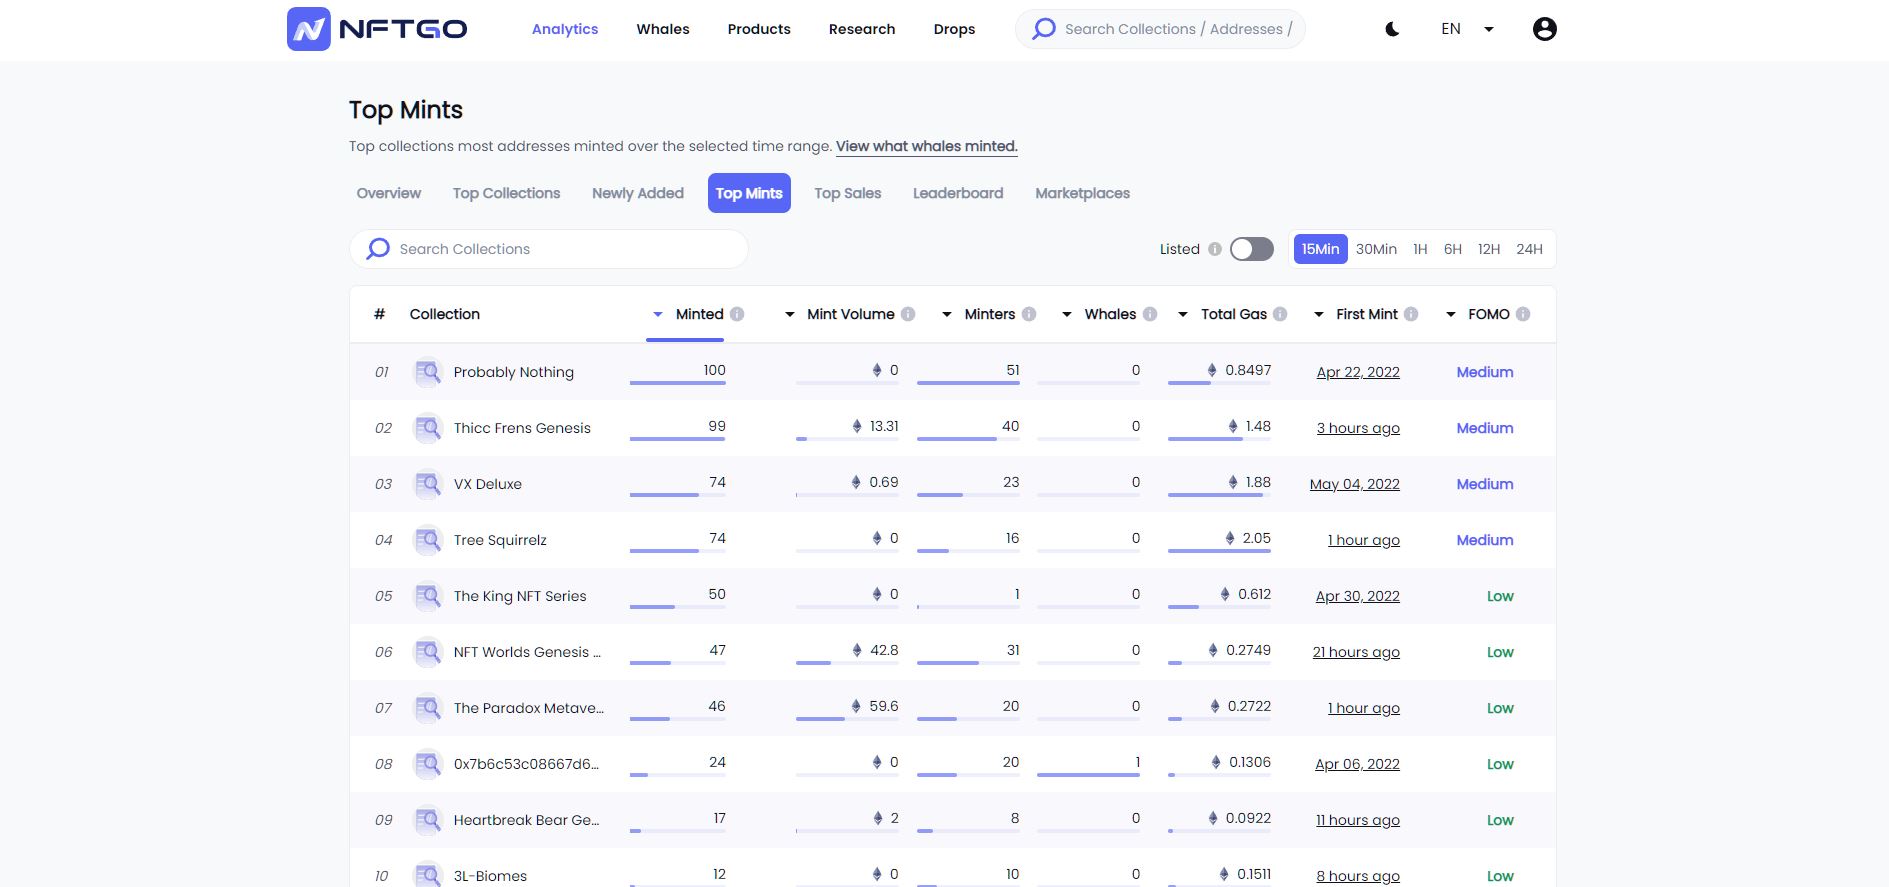 NFTGO Analytics Whales Products Research Drops Search Collections / Addresses / EN
Top Mints
Top collections most addresses minted over the selected time range. View what whales minted.
Overview Top Collections Newly Added Top Mints Top Sales Leaderboard Marketplaces
Search Collections Listed 15Min 30Min 1H 6H 12H 24H
# Collection Minted Mint Volume Minters Whales Total Gas First Mint FOMO
01 Probably Nothing 100 0 51 0 0.8497 Apr 22, 2022 Medium
02 Thicc Frens Genesis 99 13.31 40 0 1.48 3 hours ago Medium
03 VX Deluxe 74 0.69 23 0 1.88 May 04, 2022 Medium
04 Tree Squirrelz 74 0 16 0 2.05 1 hour ago Medium
05 The King NFT Series 50 0 1 0 0.612 Apr 30, 2022 Low
06 NFT Worlds Genesis ... 47 42.8 31 0 0.2749 21 hours ago Low
07 The Paradox Metave... 46 59.6 20 0 0.2722 1 hour ago Low
08 0x7b6c53c08667d6... 24 0 20 1 0.1306 Apr 06, 2022 Low
09 Heartbreak Bear Ge... 17 2 8 0 0.0922 11 hours ago Low
10 3L-Biomes 12 0 10 0 0.1511 8 hours ago Low